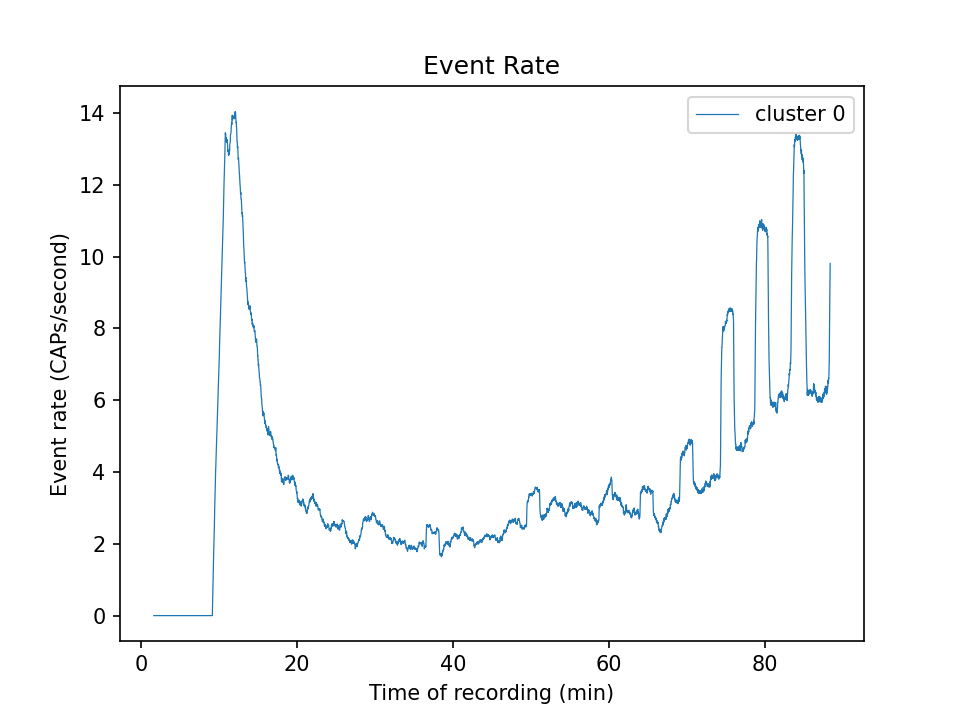 Event Rate
cluster 0
Event rate (CAPs/second)
14
12
10
8
6
4
2
0
0 20 40 60 80
Time of recording (min)